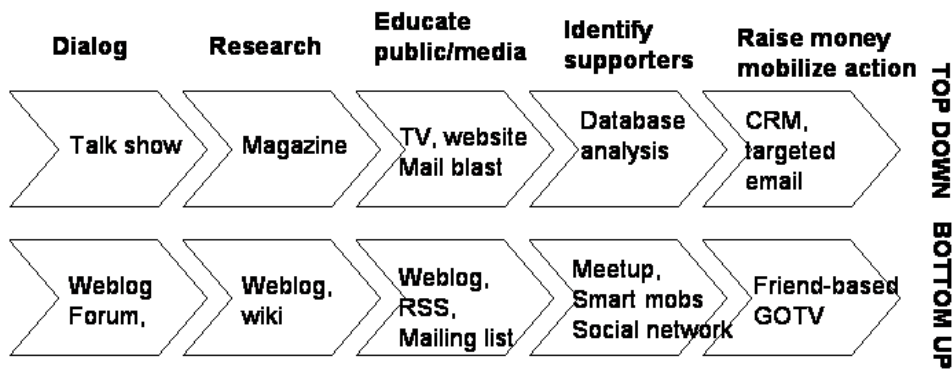 Dialog
Research
Educate
public/media
Identify
supporters
Raise money
mobilize action
Talk show
Magazine
TV, website
Mail blast
Database
analysis
CRM,
targeted
email
TOP DOWN
Weblog
Forum,
Weblog,
wiki
Weblog,
RSS,
Mailing list
Meetup,
Smart mobs
Social network
Friend-based
GOTV
BOTTOM UP